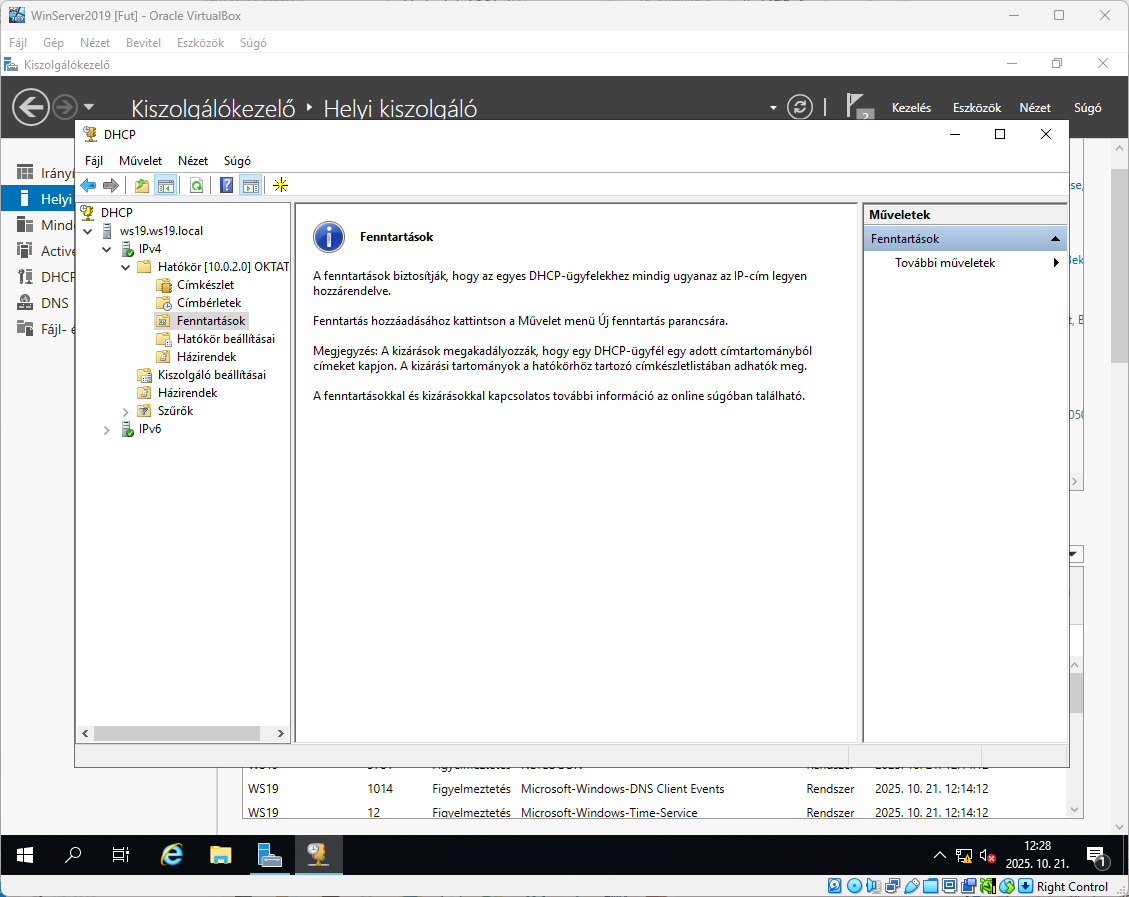 WinServer2019 [Fut] - Oracle VirtualBox
Fájl Gép Nézet Bevitel Eszközök Súgó
Kiszolgálókezelő
Kiszolgálókezelő Helyi kiszolgáló
Kezelés Eszközök Nézet Súgó
DHCP
Fájl Művelet Nézet Súgó
Irányí
Helyi
Minde
Active
DHCP
DNS
Fájl- é
DHCP
ws19.ws19.local
IPv4
Hatókör [10.0.2.0] OKTAT
Címkészlet
Címbérletek
Fenntartások
Hatókör beállításai
Házirendek
Kiszolgáló beállításai
Házirendek
Szűrők
IPv6
Fenntartások
A fenntartások biztosítják, hogy az egyes DHCP-ügyfelekhez mindig ugyanaz az IP-cím legyen
hozzárendelve.
Fenntartás hozzáadásához kattintson a Művelet menü Új fenntartás parancsára.
Megjegyzés: A kizárások megakadályozzák, hogy egy DHCP-ügyfél egy adott címtartományból
címeket kapjon. A kizárási tartományok a hatókörhöz tartozó címkészletlistában adhatók meg.
A fenntartásokkal és kizárásokkal kapcsolatos további információ az online súgóban található.
Műveletek
Fenntartások
További műveletek
WS19 1014 Figyelmeztetés Microsoft-Windows-DNS Client Events Rendszer 2025. 10. 21. 12:14:12
WS19 12 Figyelmeztetés Microsoft-Windows-Time-Service Rendszer 2025. 10. 21. 12:14:12
12:28
2025. 10. 21.
1
Right Control